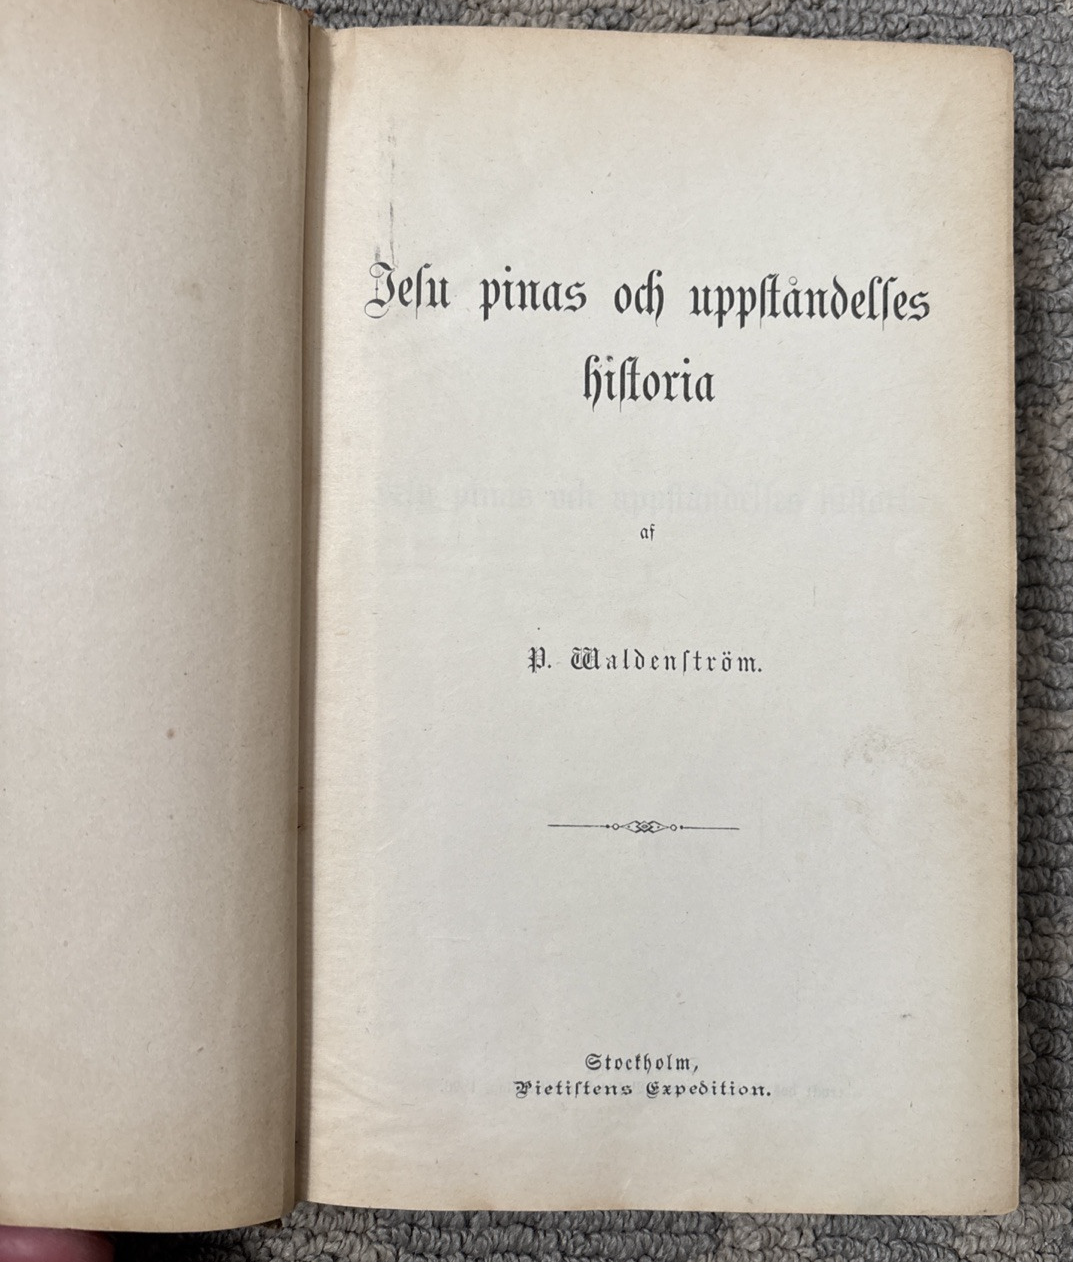 Jesu pinas och uppståndelses
historia
af
P. Waldenström.
Stockholm,
Pietistens Expedition.